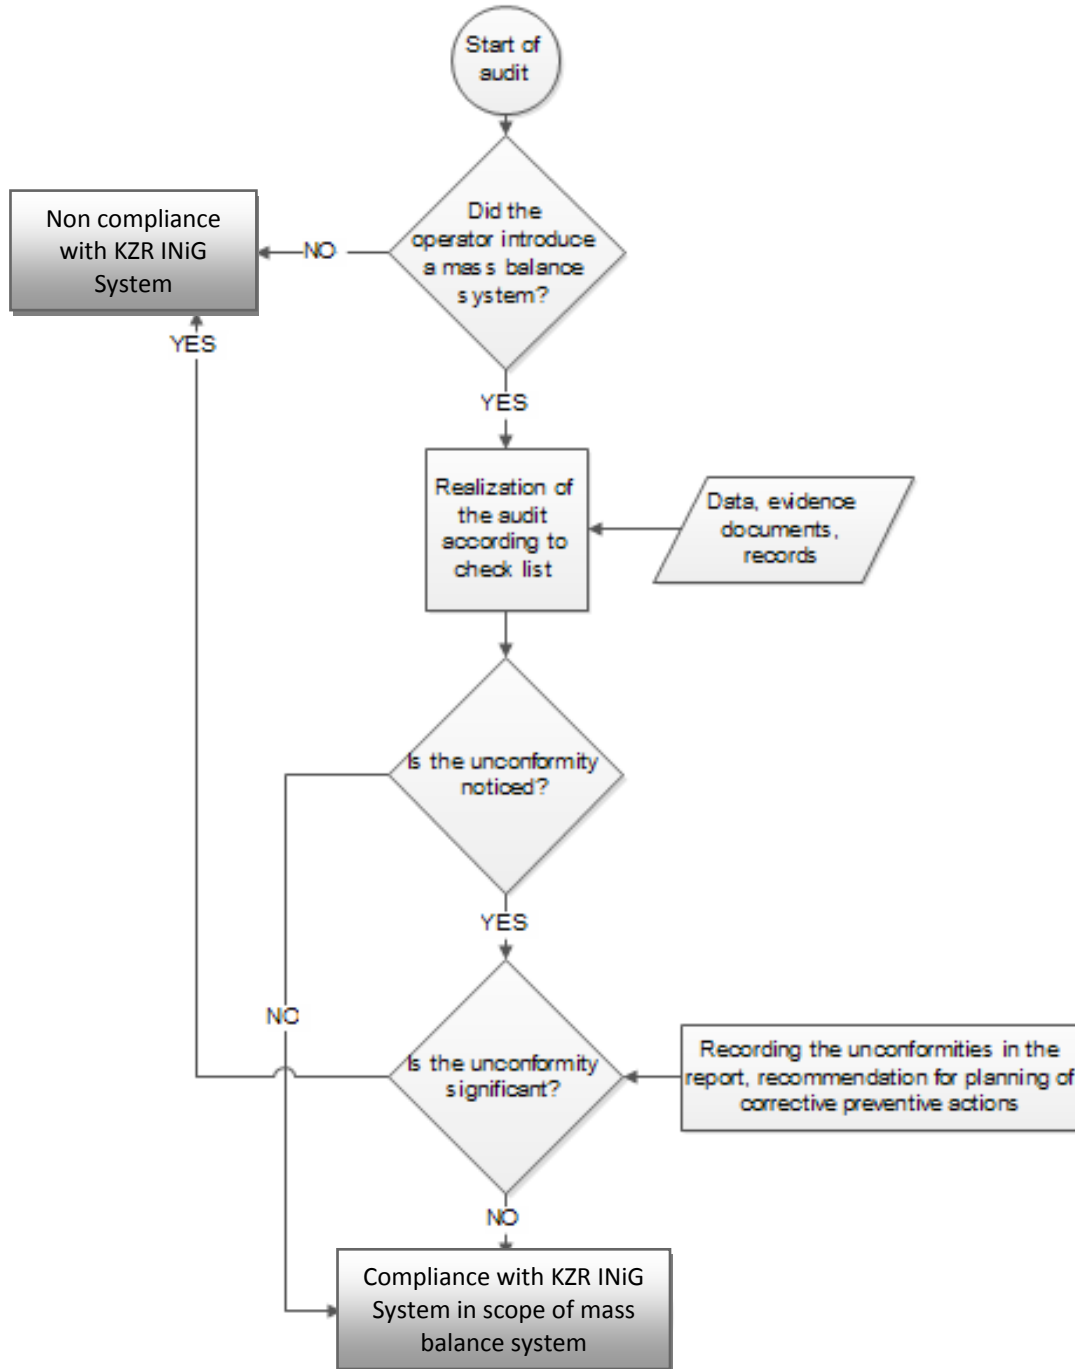 Start of
audit
Did the
operator introduce
a mass balance
system?
NO
Non compliance
with KZR INiG
System
YES
YES
Realization of
the audit
according to
check list
Data, evidence
documents,
records
Is the unconformity
noticed?
YES
NO
Is the unconformity
significant?
Recording the unconformities in the
report, recommendation for planning of
corrective preventive actions
NO
Compliance with KZR INiG
System in scope of mass
balance system